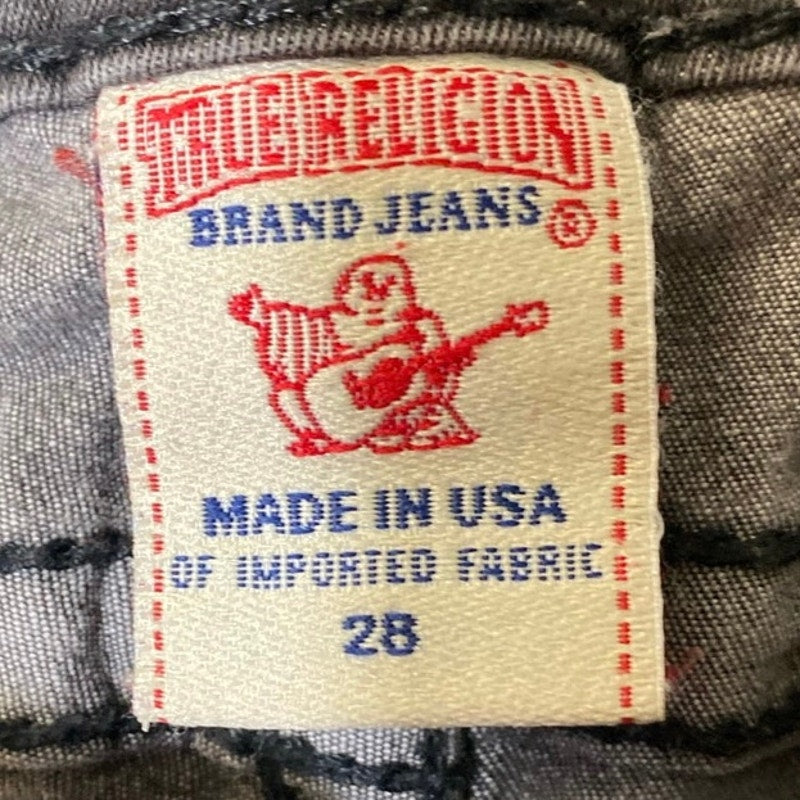 TRUE RELIGION
BRAND JEANS ®
MADE IN USA
OF IMPORTED FABRIC
28